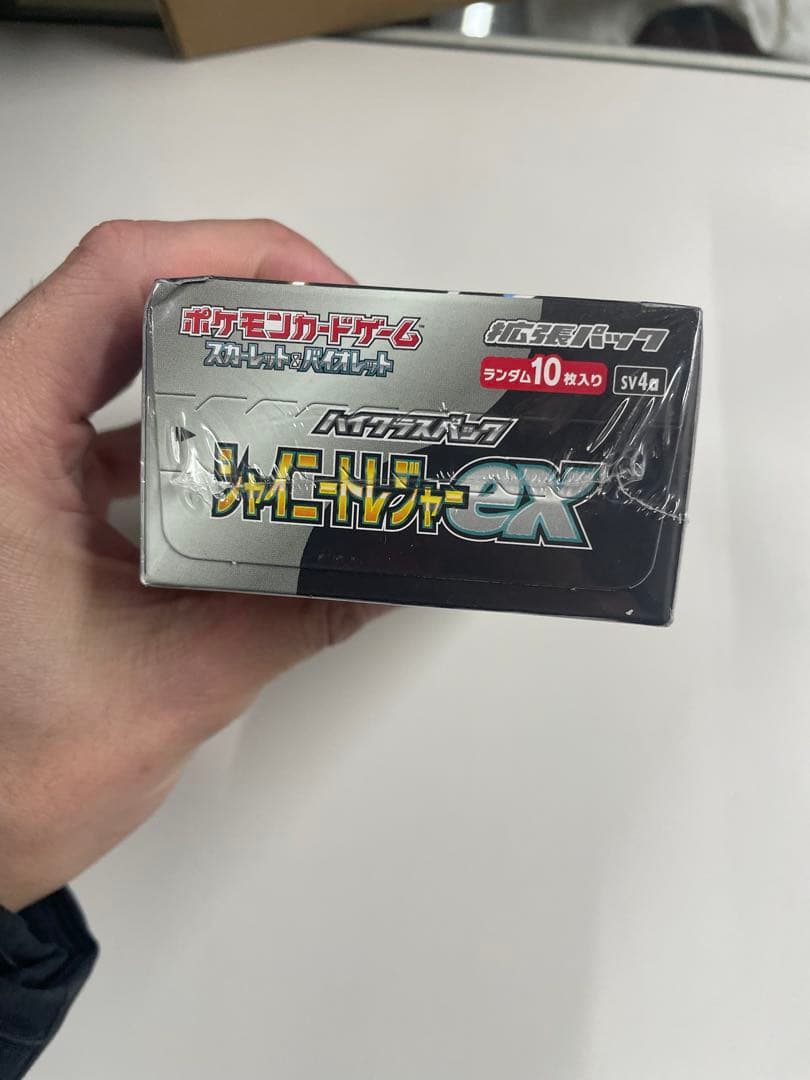 ポケモンカードゲーム™
スカーレット&バイオレット
拡張パック
ランダム10枚入り
SV4a
ハイクラスパック
シャイニートレジャーex